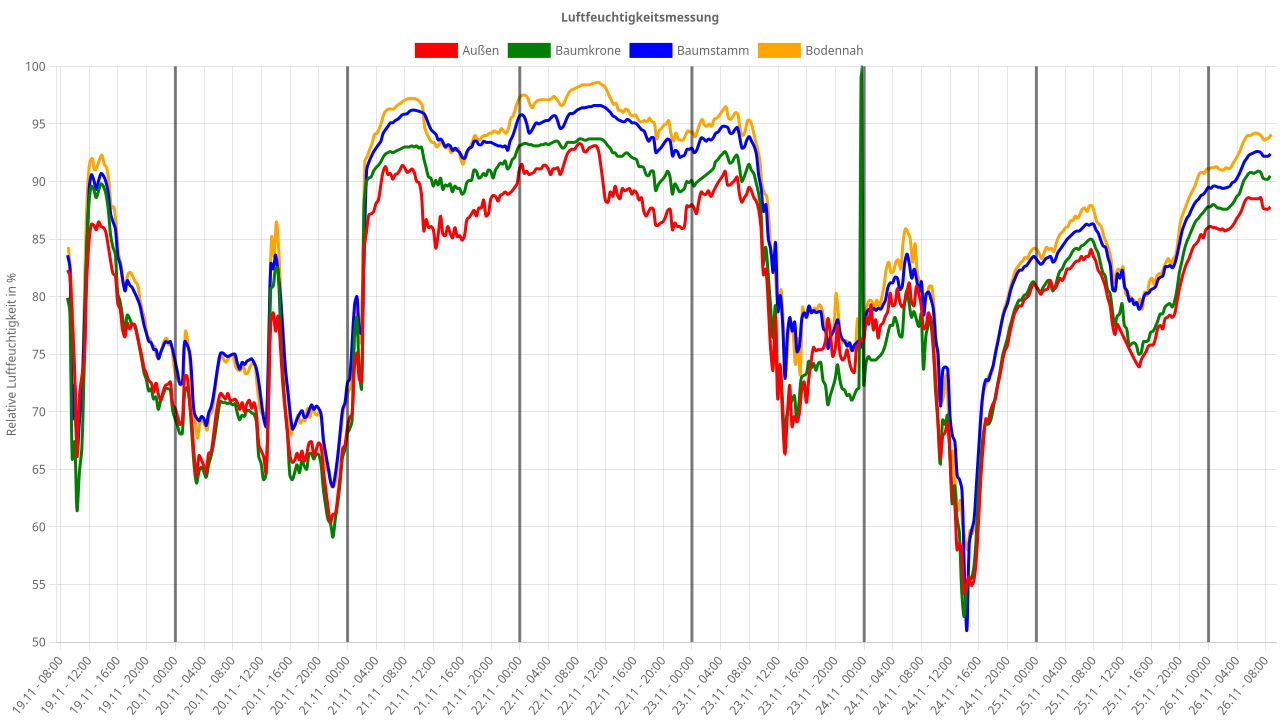 Luftfeuchtigkeitsmessung
Außen Baumkrone Baumstamm Bodennah
Relative Luftfeuchtigkeit in %
100
95
90
85
80
75
70
65
60
55
50
19.11 - 08:00
19.11 - 12:00
19.11 - 16:00
19.11 - 20:00
20.11 - 00:00
20.11 - 04:00
20.11 - 08:00
20.11 - 12:00
20.11 - 16:00
20.11 - 20:00
21.11 - 00:00
21.11 - 04:00
21.11 - 08:00
21.11 - 12:00
21.11 - 16:00
21.11 - 20:00
22.11 - 00:00
22.11 - 04:00
22.11 - 08:00
22.11 - 12:00
22.11 - 16:00
22.11 - 20:00
23.11 - 00:00
23.11 - 04:00
23.11 - 08:00
23.11 - 12:00
23.11 - 16:00
23.11 - 20:00
24.11 - 00:00
24.11 - 04:00
24.11 - 08:00
24.11 - 12:00
24.11 - 16:00
24.11 - 20:00
25.11 - 00:00
25.11 - 04:00
25.11 - 08:00
25.11 - 12:00
25.11 - 16:00
25.11 - 20:00
26.11 - 00:00
26.11 - 04:00
26.11 - 08:00